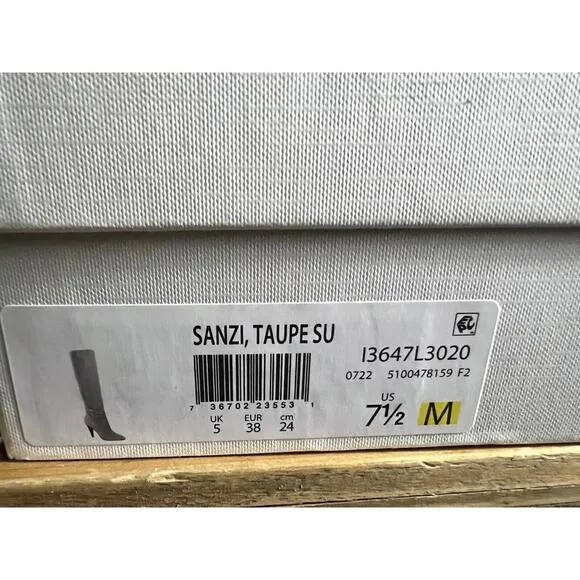 SANZI, TAUPE SU
I3647L3020
0722 5100478159 F2
7 36702 23553 1
UK EUR cm
5 38 24
US
7½ M